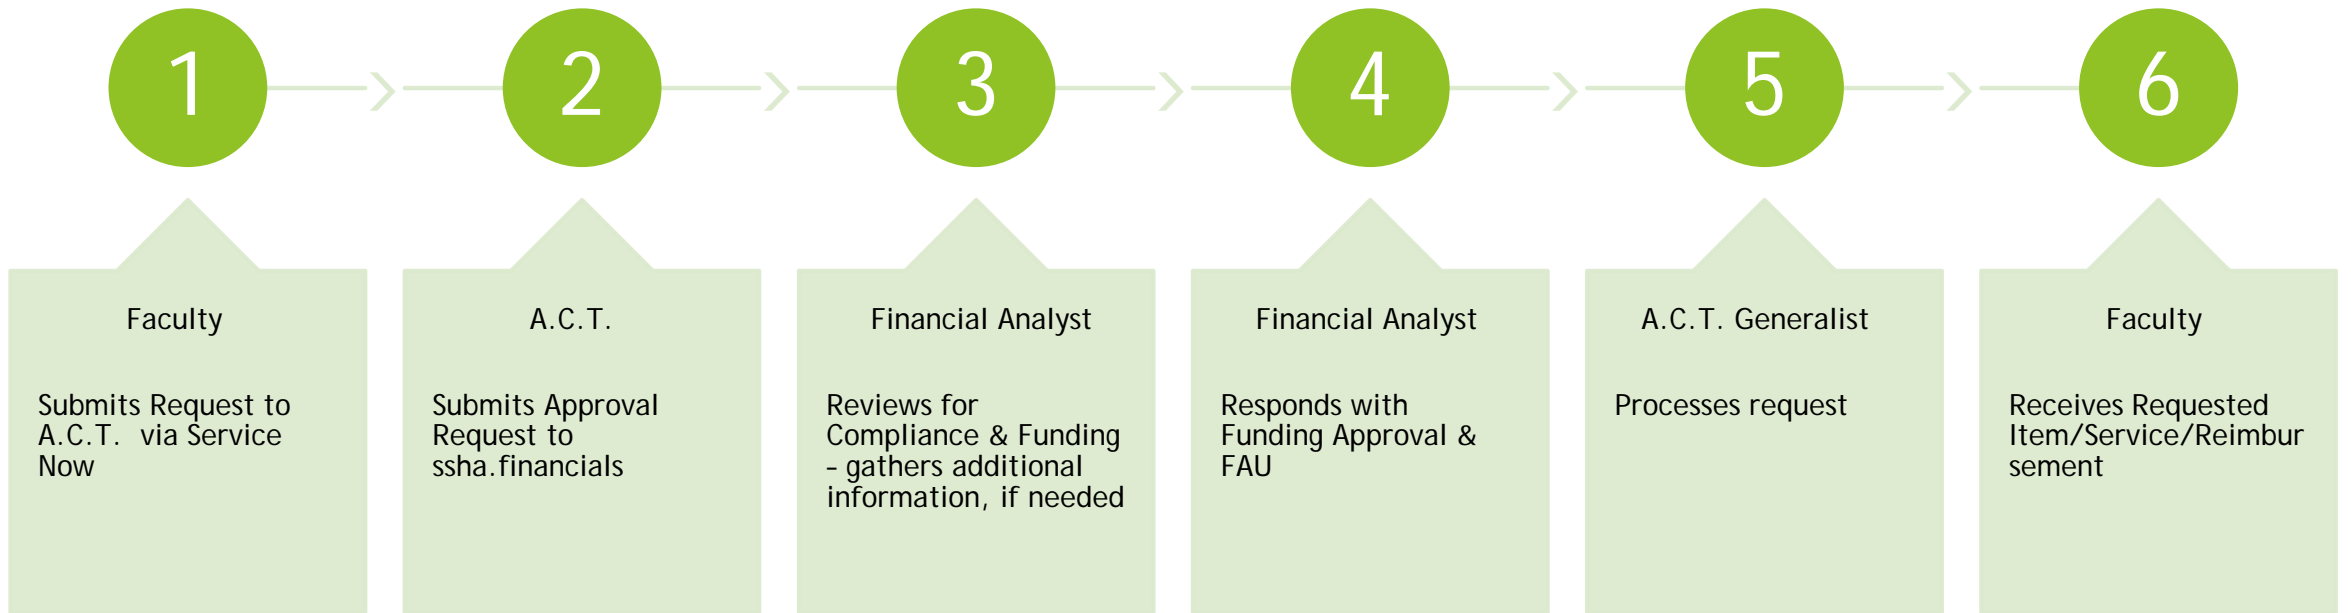 1
2
3
4
5
6
Faculty
Submits Request to
A.C.T.  via Service
Now
A.C.T.
Submits Approval
Request to
ssha.financials
Financial Analyst
Reviews for
Compliance & Funding
– gathers additional
information, if needed
Financial Analyst
Responds with
Funding Approval &
FAU
A.C.T. Generalist
Processes request
Faculty
Receives Requested
Item/Service/Reimbur
sement